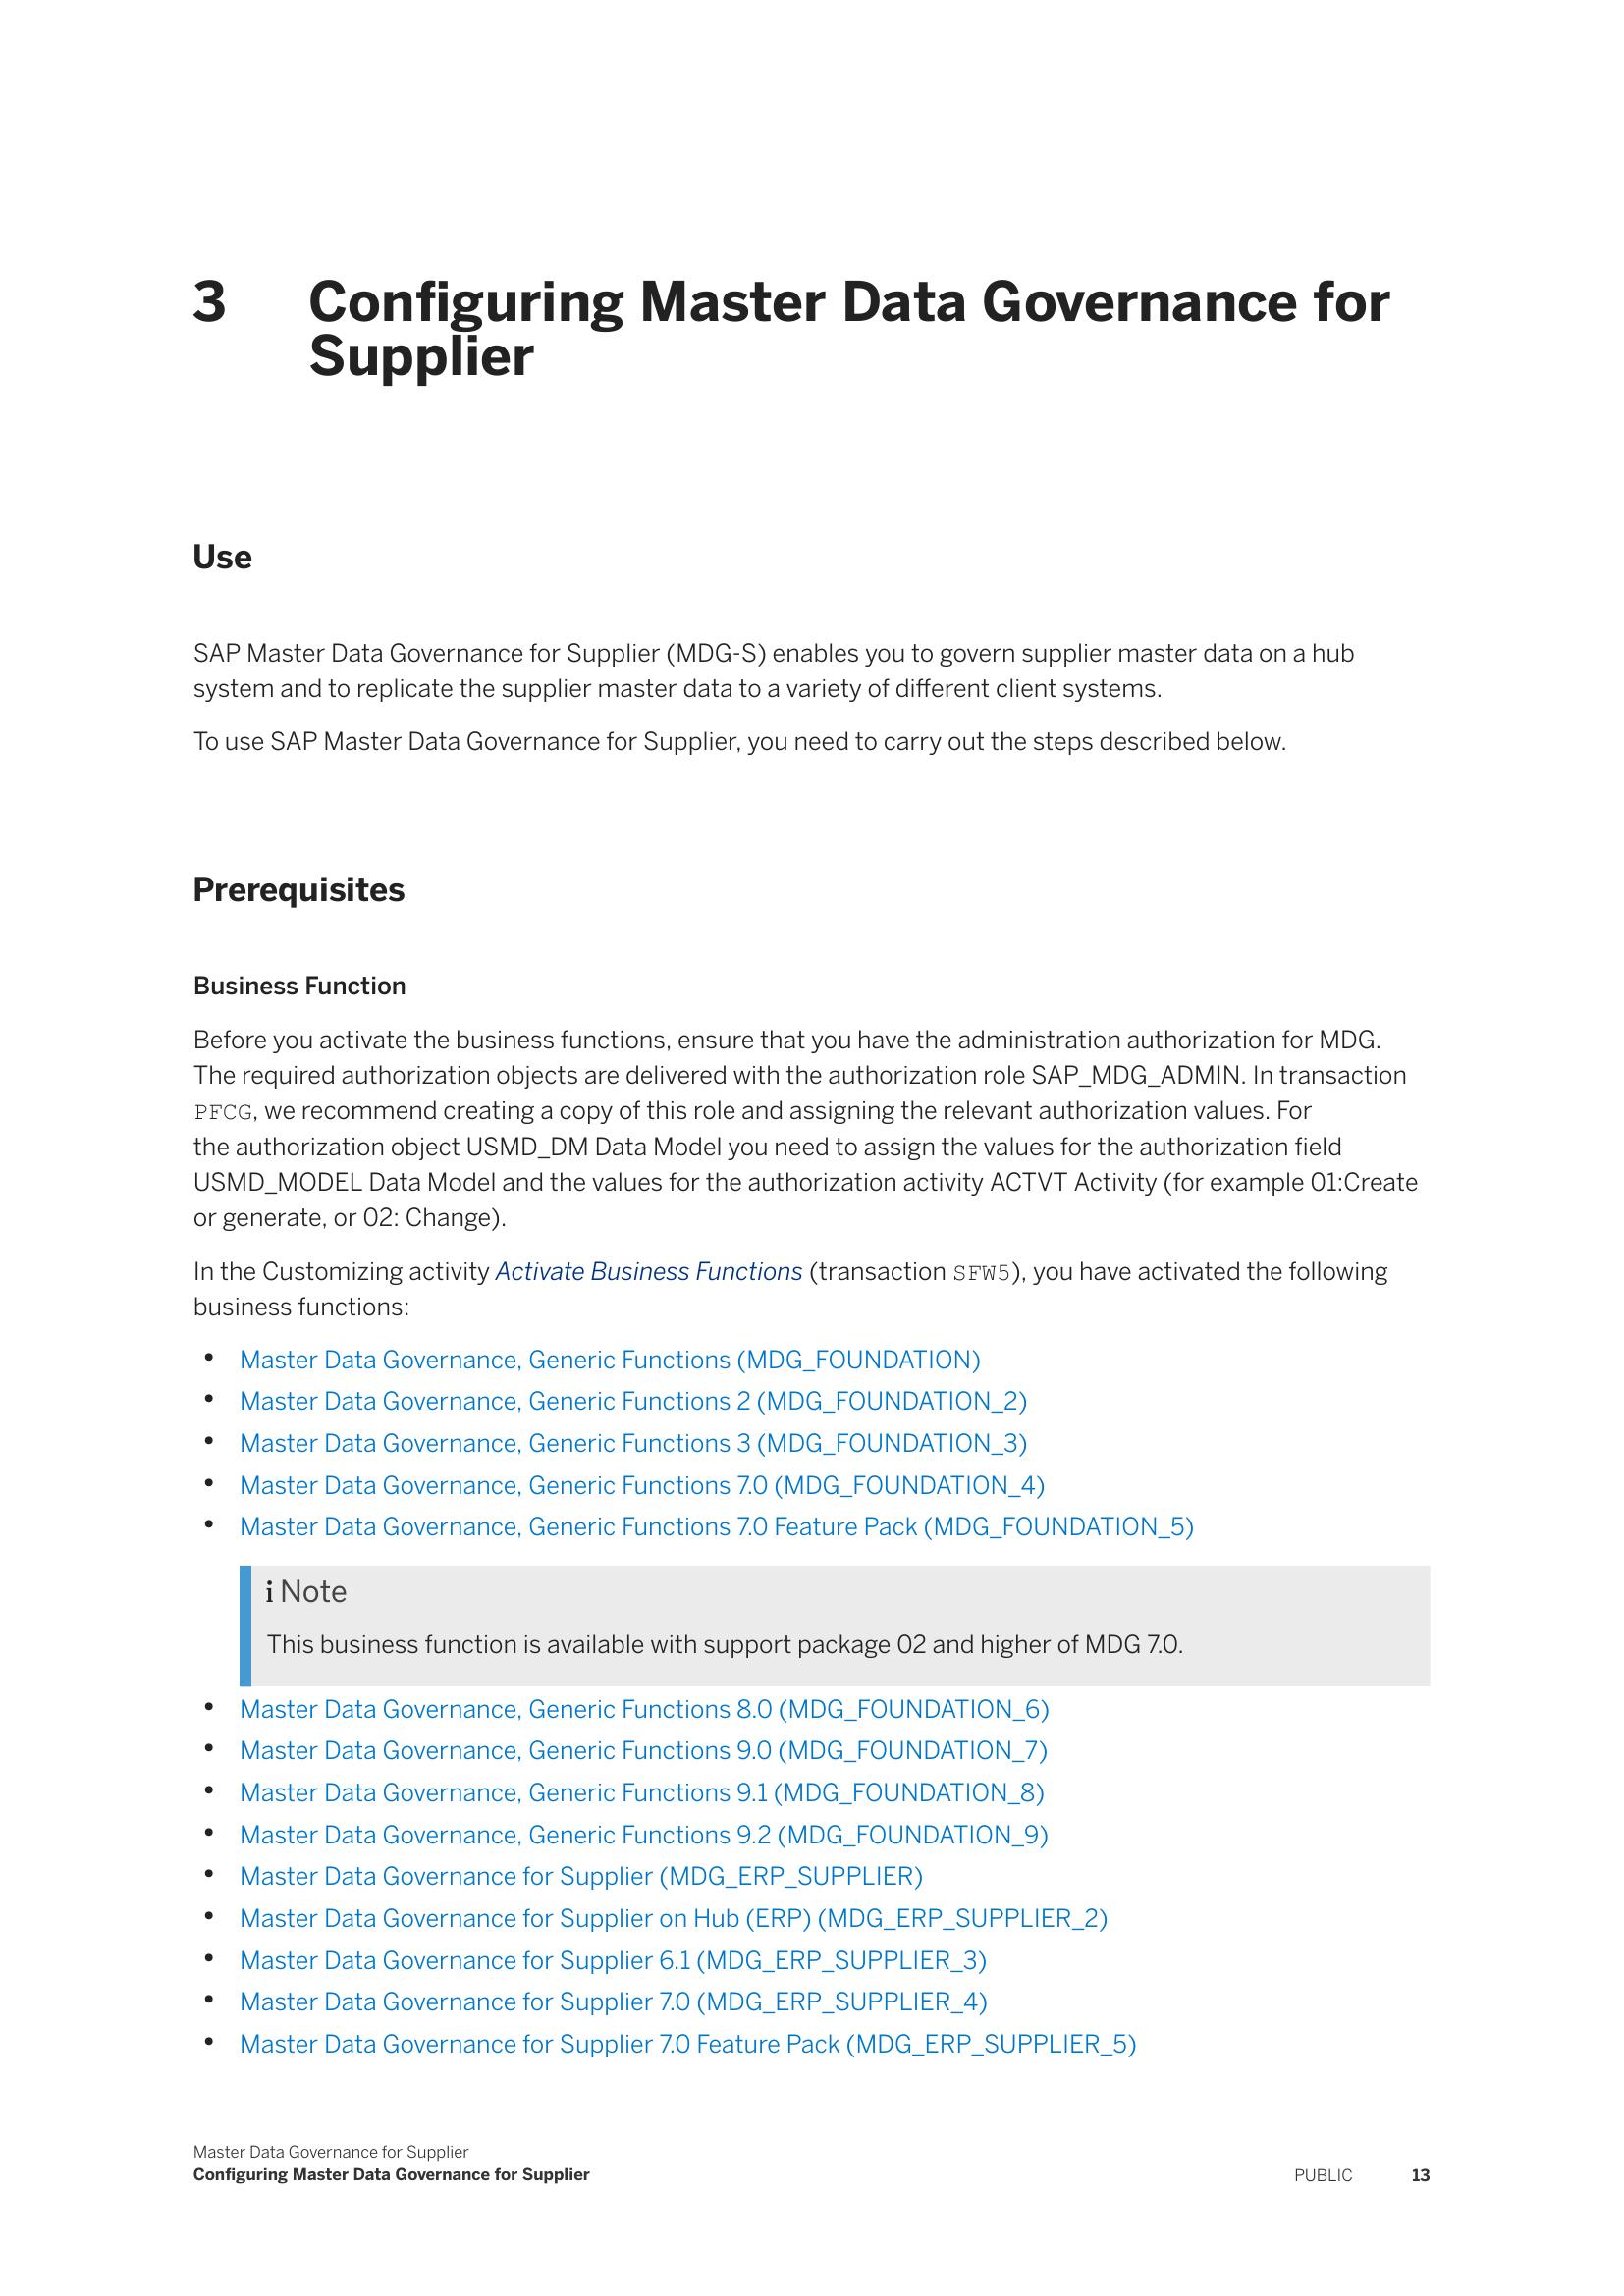 3 Configuring Master Data Governance for
Supplier
Use
SAP Master Data Governance for Supplier (MDG-S) enables you to govern supplier master data on a hub
system and to replicate the supplier master data to a variety of different client systems.
To use SAP Master Data Governance for Supplier, you need to carry out the steps described below.
Prerequisites
Business Function
Before you activate the business functions, ensure that you have the administration authorization for MDG.
The required authorization objects are delivered with the authorization role SAP_MDG_ADMIN. In transaction
PFCG, we recommend creating a copy of this role and assigning the relevant authorization values. For
the authorization object USMD_DM Data Model you need to assign the values for the authorization field
USMD_MODEL Data Model and the values for the authorization activity ACTVT Activity (for example 01:Create
or generate, or 02: Change).
In the Customizing activity Activate Business Functions (transaction SFW5), you have activated the following
business functions:
• Master Data Governance, Generic Functions (MDG_FOUNDATION)
• Master Data Governance, Generic Functions 2 (MDG_FOUNDATION_2)
• Master Data Governance, Generic Functions 3 (MDG_FOUNDATION_3)
• Master Data Governance, Generic Functions 7.0 (MDG_FOUNDATION_4)
• Master Data Governance, Generic Functions 7.0 Feature Pack (MDG_FOUNDATION_5)
i Note
This business function is available with support package 02 and higher of MDG 7.0.
• Master Data Governance, Generic Functions 8.0 (MDG_FOUNDATION_6)
• Master Data Governance, Generic Functions 9.0 (MDG_FOUNDATION_7)
• Master Data Governance, Generic Functions 9.1 (MDG_FOUNDATION_8)
• Master Data Governance, Generic Functions 9.2 (MDG_FOUNDATION_9)
• Master Data Governance for Supplier (MDG_ERP_SUPPLIER)
• Master Data Governance for Supplier on Hub (ERP) (MDG_ERP_SUPPLIER_2)
• Master Data Governance for Supplier 6.1 (MDG_ERP_SUPPLIER_3)
• Master Data Governance for Supplier 7.0 (MDG_ERP_SUPPLIER_4)
• Master Data Governance for Supplier 7.0 Feature Pack (MDG_ERP_SUPPLIER_5)
Master Data Governance for Supplier
Configuring Master Data Governance for Supplier PUBLIC 13